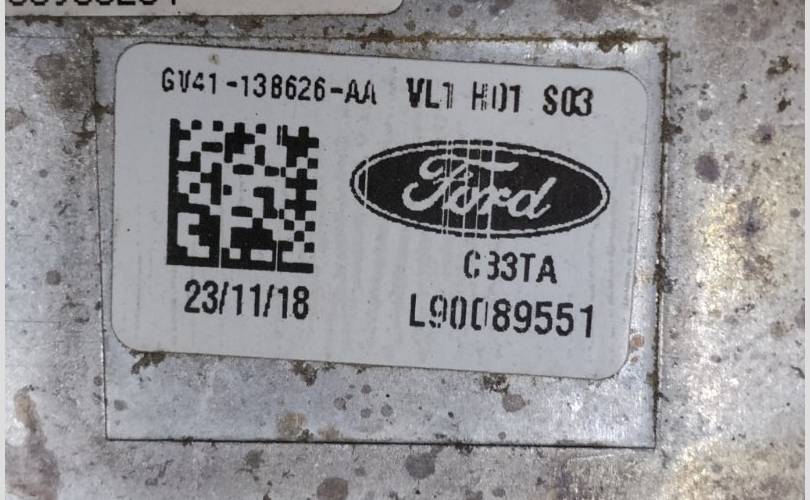 GV41-13B626-AA VL1 H01 S03
Ford
C33TA
23/11/18
L90089551